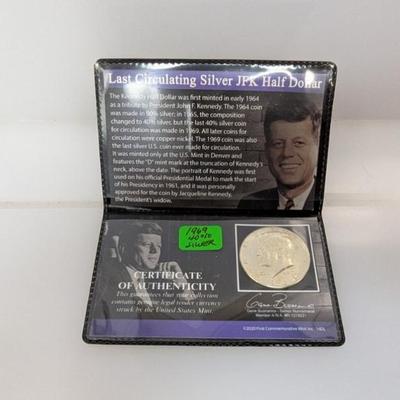 Last Circulating Silver JFK Half Dollar
The Kennedy Half Dollar was first minted in early 1964
as a tribute to President John F. Kennedy. The 1964 coin
was made in 90% silver; in 1965, the composition
changed to 40% silver, but the last 40% silver coin
for circulation was made in 1969. All later coins for
circulation were copper nickel. The 1969 coin was also
the last silver U.S. coin ever made for circulation.
It was minted only at the U.S. Mint in Denver and
features the "D" mint mark at the truncation of Kennedy's
neck, above the date. The portrait of Kennedy was first
used on his official Presidential Medal to mark the start
of his Presidency in 1961, and it was personally
approved for the coin by Jacqueline Kennedy,
the President's widow.
1969
40%
SILVER
CERTIFICATE
OF AUTHENTICITY
This guarantees that your collection
contains genuine legal tender currency
struck by the United States Mint.
Member A.N.A.
©2020 First Commemorative Mint, Inc.